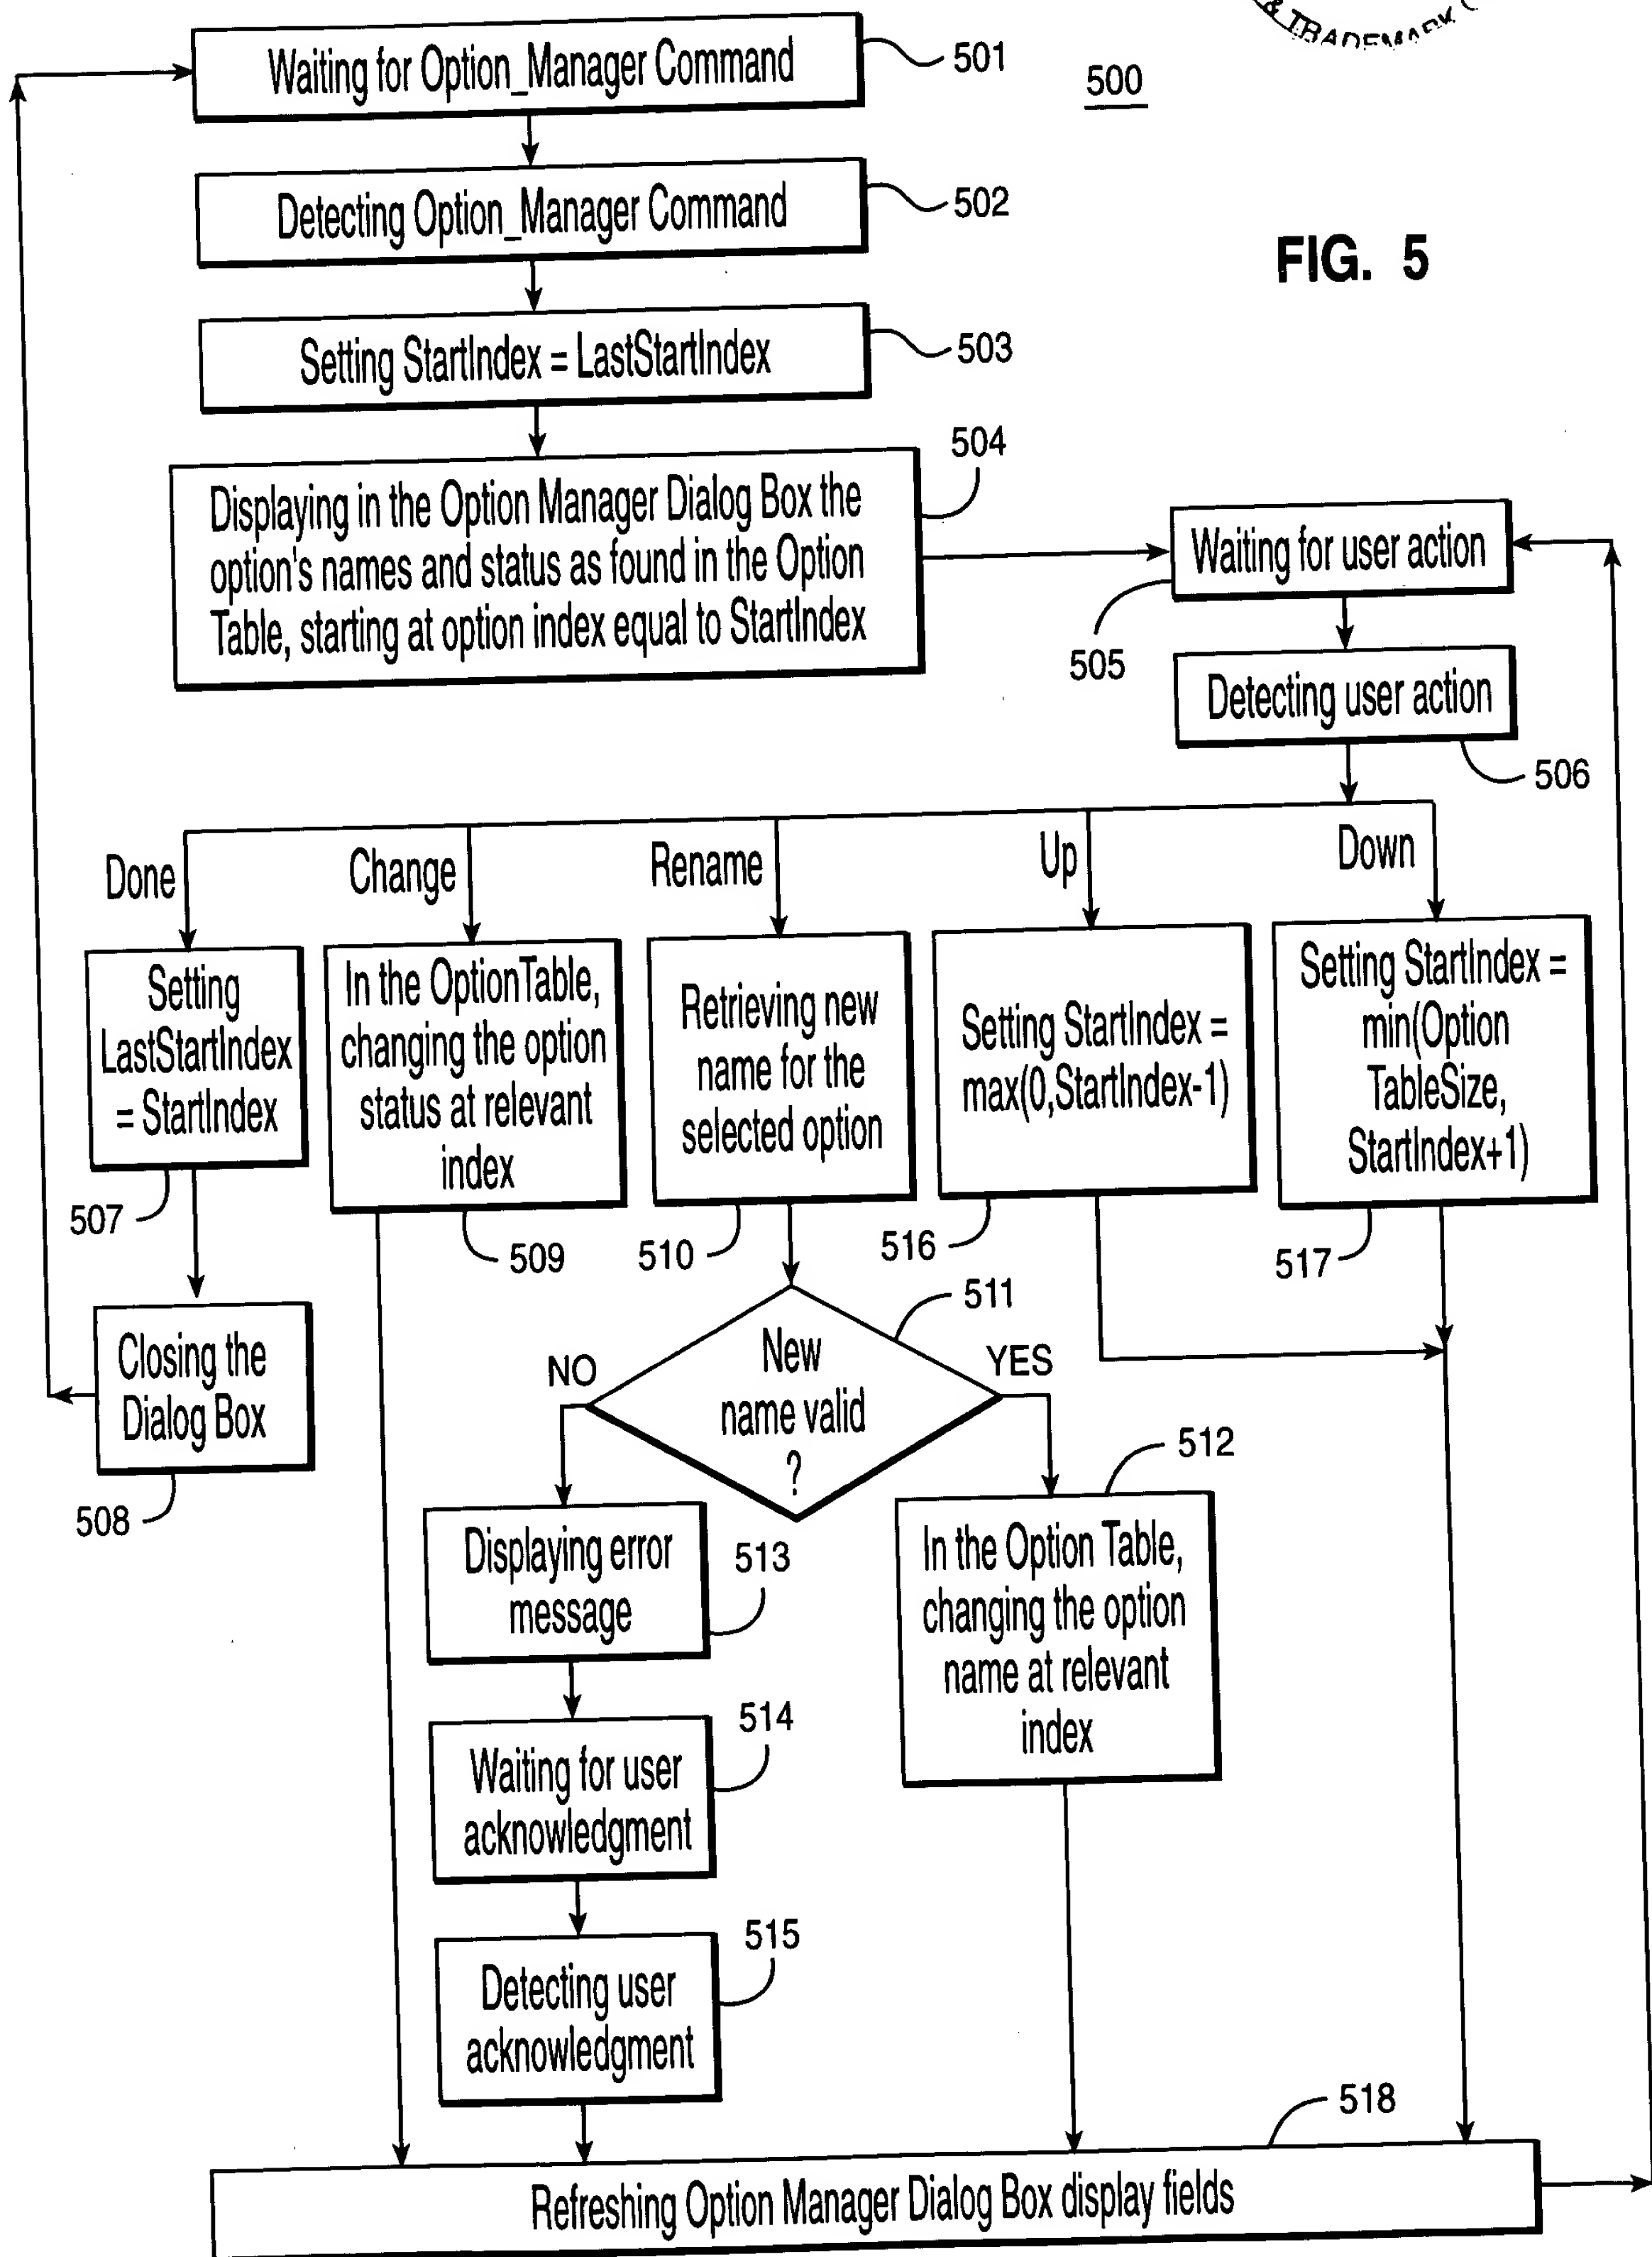 & TRADEMARK
500
FIG. 5
Waiting for Option_Manager Command
501
Detecting Option_Manager Command
502
Setting StartIndex = LastStartIndex
503
504
Displaying in the Option Manager Dialog Box the
option's names and status as found in the Option
Table, starting at option index equal to StartIndex
Waiting for user action
505
Detecting user action
506
Done
Change
Rename
Up
Down
Setting
LastStartIndex
= StartIndex
507
Closing the
Dialog Box
508
In the OptionTable,
changing the option
status at relevant
index
509
Retrieving new
name for the
selected option
510
Setting StartIndex =
max(0,StartIndex-1)
516
Setting StartIndex =
min(Option
TableSize,
StartIndex+1)
517
511
New
name valid
?
NO
YES
Displaying error
message
513
512
In the Option Table,
changing the option
name at relevant
index
Waiting for user
acknowledgment
514
Detecting user
acknowledgment
515
518
Refreshing Option Manager Dialog Box display fields